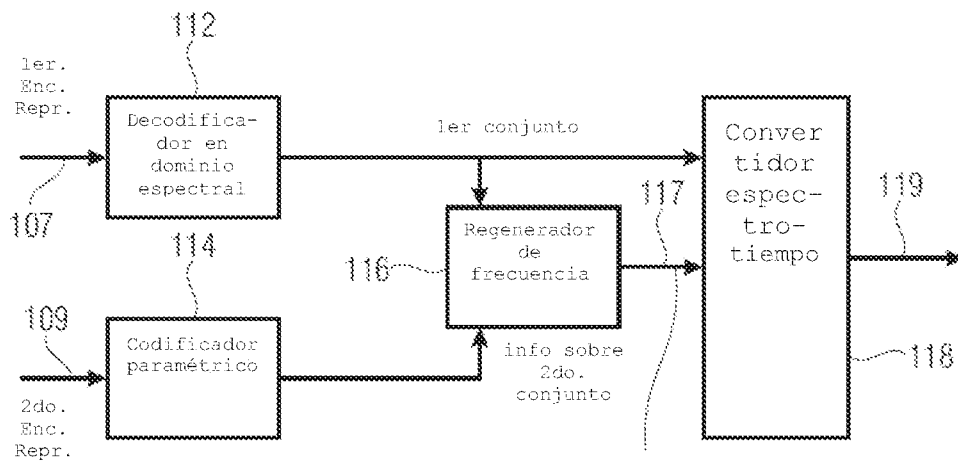 112
1er.
Enc.
Repr.
Decodifica-
dor en
dominio
espectral
107
1er conjunto
117
Conver
tidor
espec-
tro-
tiempo
119
116
Regenerador
de
frecuencia
114
109
Codificador
paramétrico
info sobre
2do.
conjunto
118
2do.
Enc.
Repr.